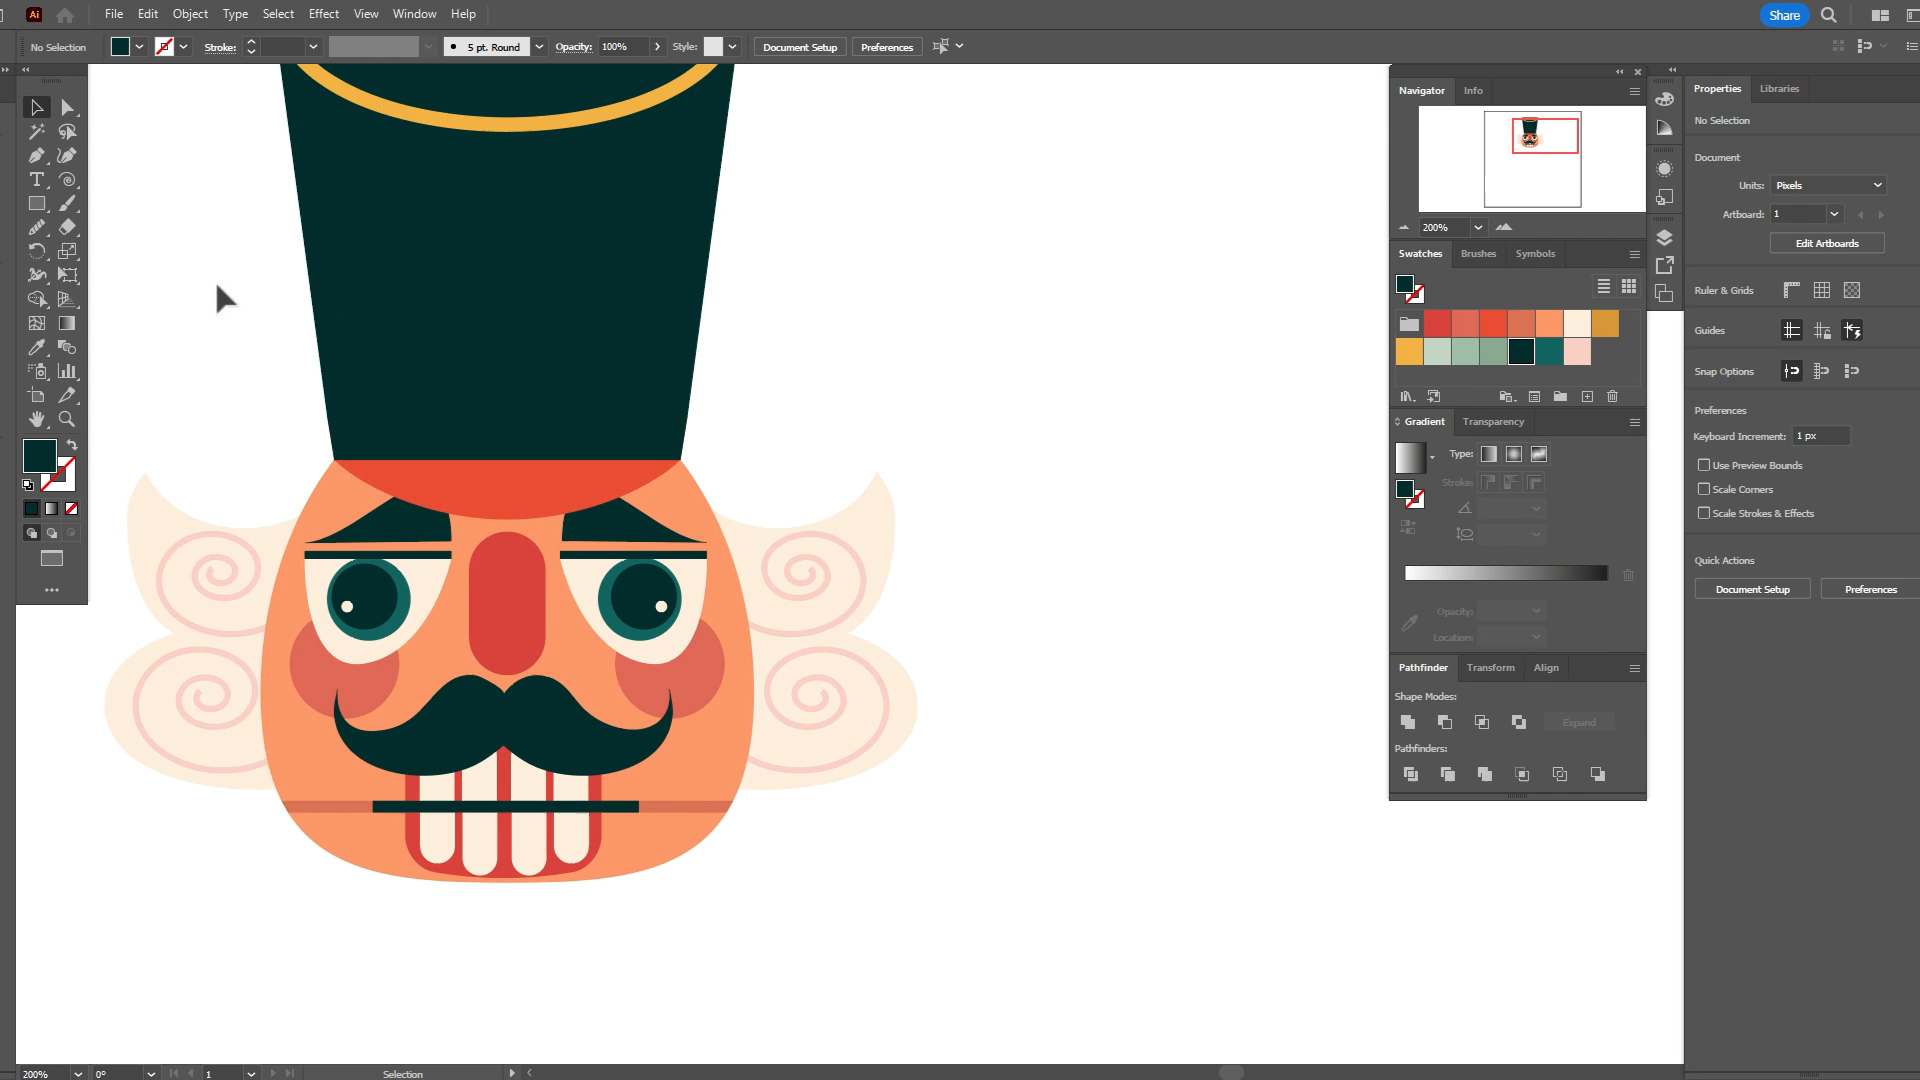 Ai File Edit Object Type Select Effect View Window Help Share
No Selection Stroke: 5 pt. Round Opacity: 100% Style: Document Setup Preferences
Navigator Info
200%
Swatches Brushes Symbols
Gradient Transparency
Type:
Stroke:
Opacity:
Location:
Pathfinder Transform Align
Shape Modes:
Expand
Pathfinders:
Properties Libraries
No Selection
Document
Units: Pixels
Artboard: 1
Edit Artboards
Ruler & Grids
Guides
Snap Options
Preferences
Keyboard Increment: 1 px
Use Preview Bounds
Scale Corners
Scale Strokes & Effects
Quick Actions
Document Setup Preferences
200% 0° 1 Selection